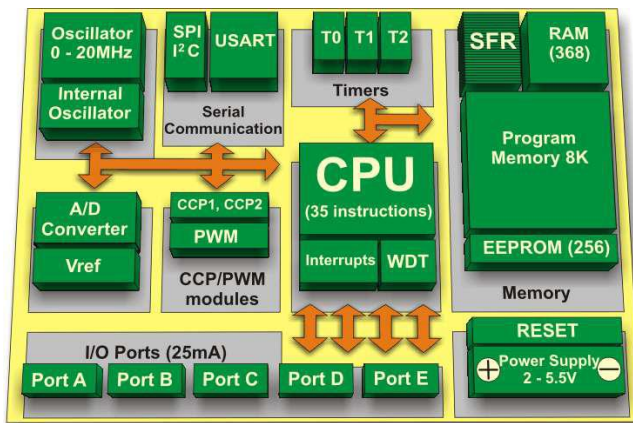 Oscillator
0 - 20MHz
Internal
Oscillator
SPI
I²C
USART
Serial
Communication
T0 T1 T2
Timers
SFR
RAM
(368)
Program
Memory 8K
EEPROM (256)
Memory
CPU
(35 instructions)
Interrupts
WDT
A/D
Converter
Vref
CCP1, CCP2
PWM
CCP/PWM
modules
I/O Ports (25mA)
Port A Port B Port C Port D Port E
RESET
Power Supply
2 - 5.5V
+ −